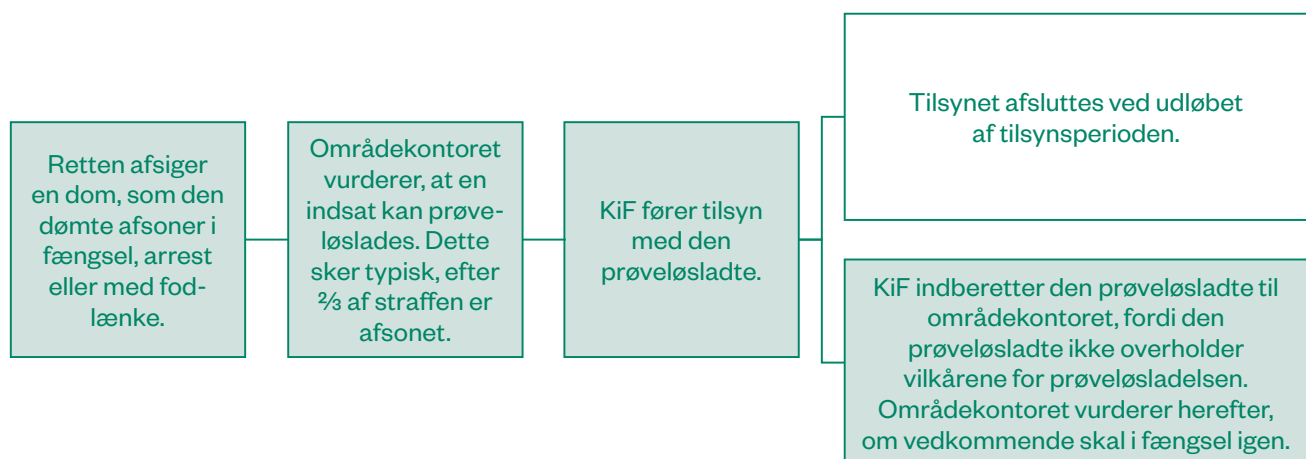 Retten afsiger
en dom, som den
dømte afsoner i
fængsel, arrest
eller med fod-
lænke.
Områdekontoret
vurderer, at en
indsat kan prøve-
løslades. Dette
sker typisk, efter
⅔ af straffen er
afsonet.
KiF fører tilsyn
med den
prøveløsladte.
Tilsynet afsluttes ved udløbet
af tilsynsperioden.
KiF indberetter den prøveløsladte til
områdekontoret, fordi den
prøveløsladte ikke overholder
vilkårene for prøveløsladelsen.
Områdekontoret vurderer herefter,
om vedkommende skal i fængsel igen.